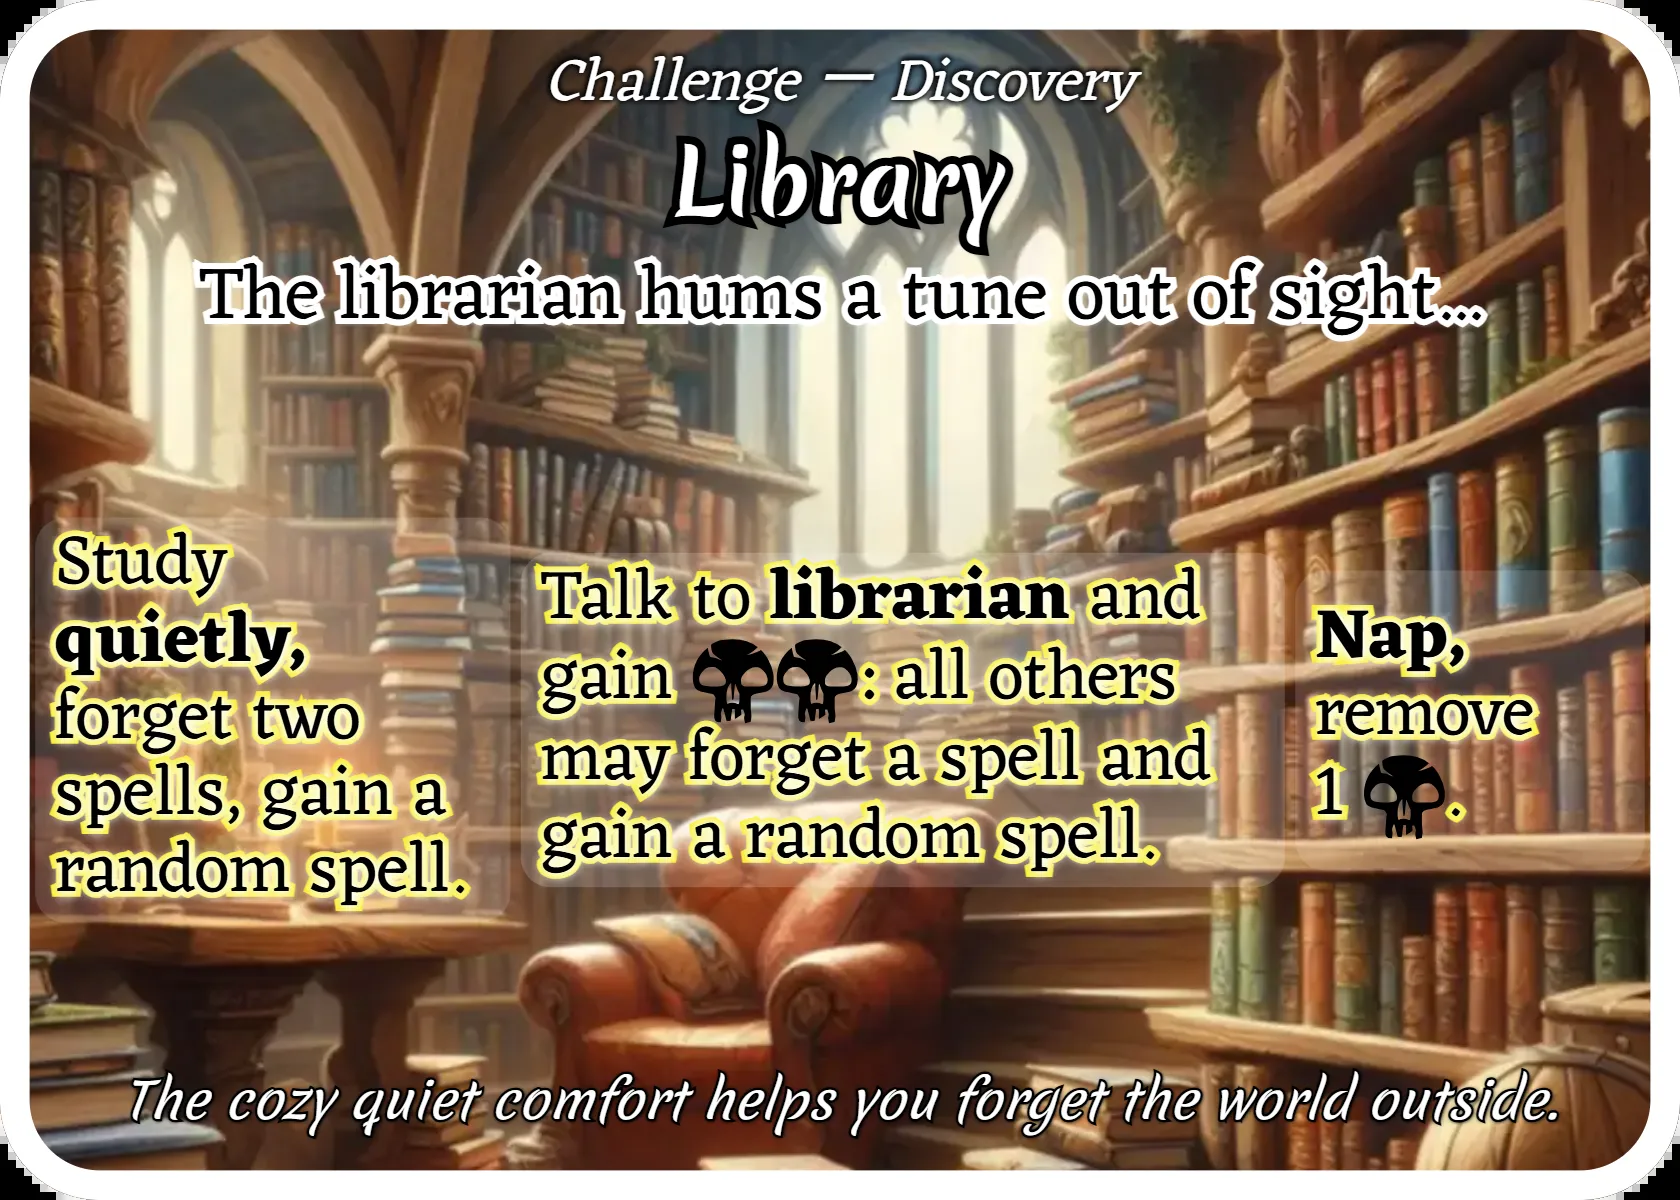 Challenge — Discovery
Library
The librarian hums a tune out of sight...
Study
quietly,
forget two
spells, gain a
random spell.
Talk to librarian and
gain 💀💀: all others
may forget a spell and
gain a random spell.
Nap,
remove
1 💀.
The cozy quiet comfort helps you forget the world outside.